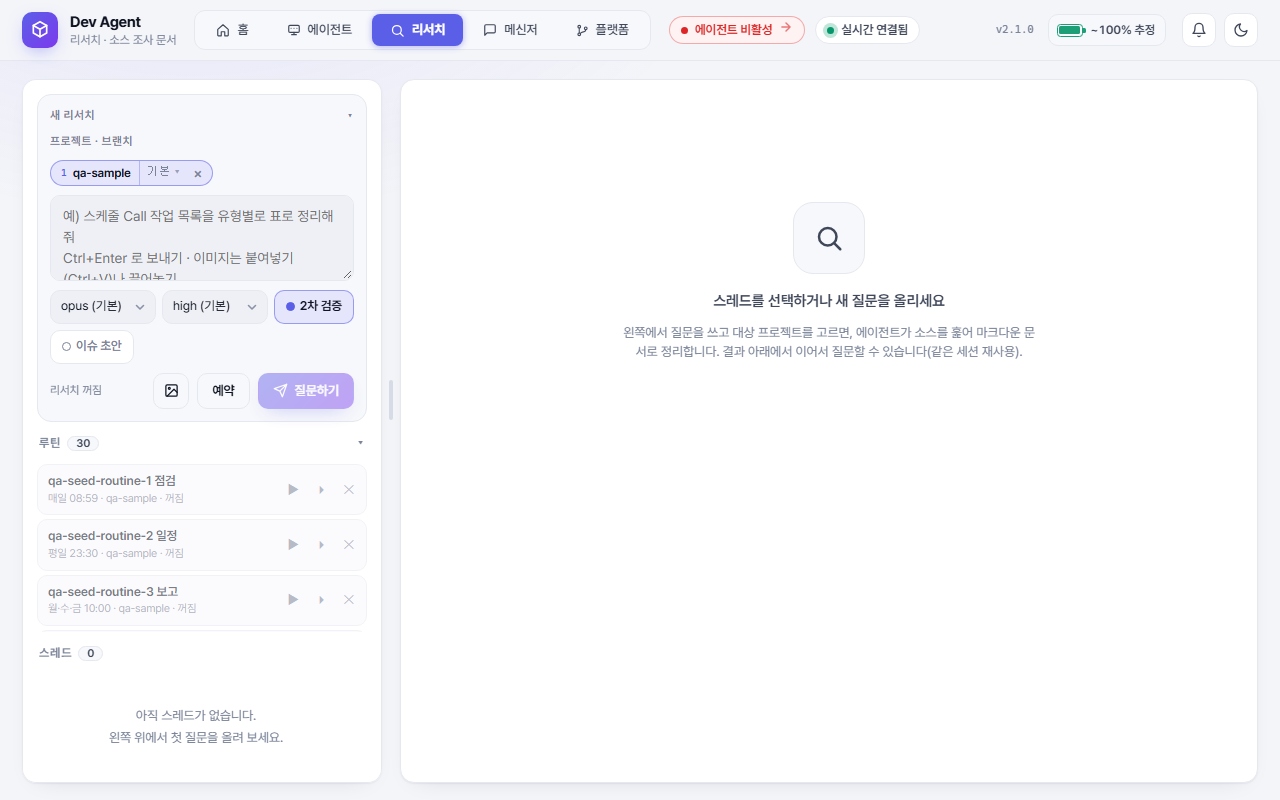 Dev Agent
리서치 · 소스 조사 문서
홈
에이전트
리서치
메신저
플랫폼
에이전트 비활성 →
실시간 연결됨
v2.1.0
~100% 추정
새 리서치
프로젝트 · 브랜치
1 qa-sample 기본
예) 스케줄 Call 작업 목록을 유형별로 표로 정리해
줘
Ctrl+Enter 로 보내기 · 이미지는 붙여넣기
(Ctrl+V)나 끌어놓기
opus (기본)
high (기본)
2차 검증
이슈 초안
리서치 꺼짐
예약
질문하기
루틴 30
qa-seed-routine-1 점검
매일 08:59 · qa-sample · 꺼짐
qa-seed-routine-2 일정
평일 23:30 · qa-sample · 꺼짐
qa-seed-routine-3 보고
월·수·금 10:00 · qa-sample · 꺼짐
스레드 0
아직 스레드가 없습니다.
왼쪽 위에서 첫 질문을 올려 보세요.
스레드를 선택하거나 새 질문을 올리세요
왼쪽에서 질문을 쓰고 대상 프로젝트를 고르면, 에이전트가 소스를 훑어 마크다운 문
서로 정리합니다. 결과 아래에서 이어서 질문할 수 있습니다(같은 세션 재사용).